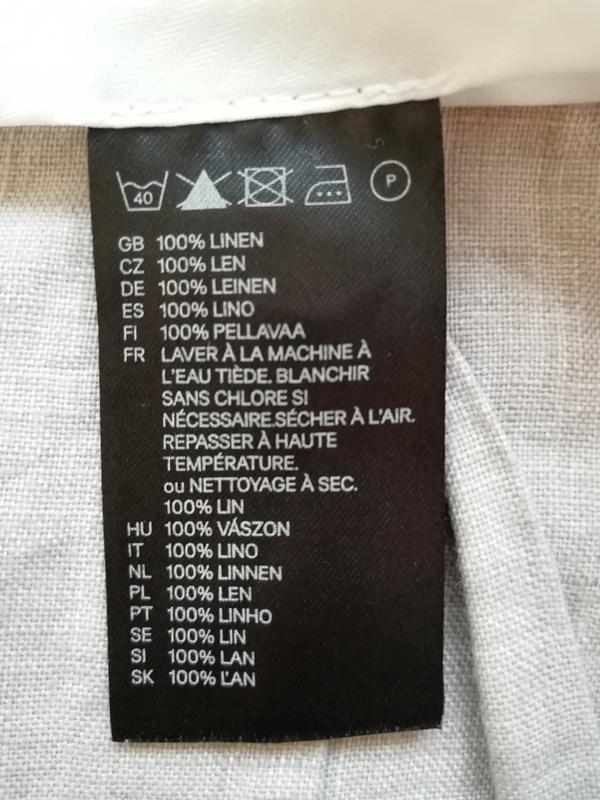 40 P
GB 100% LINEN
CZ 100% LEN
DE 100% LEINEN
ES 100% LINO
FI 100% PELLAVAA
FR LAVER À LA MACHINE À
L'EAU TIÈDE. BLANCHIR
SANS CHLORE SI
NÉCESSAIRE.SÉCHER À L'AIR.
REPASSER À HAUTE
TEMPÉRATURE.
ou NETTOYAGE À SEC.
100% LIN
HU 100% VÁSZON
IT 100% LINO
NL 100% LINNEN
PL 100% LEN
PT 100% LINHO
SE 100% LIN
SI 100% LAN
SK 100% ĽAN